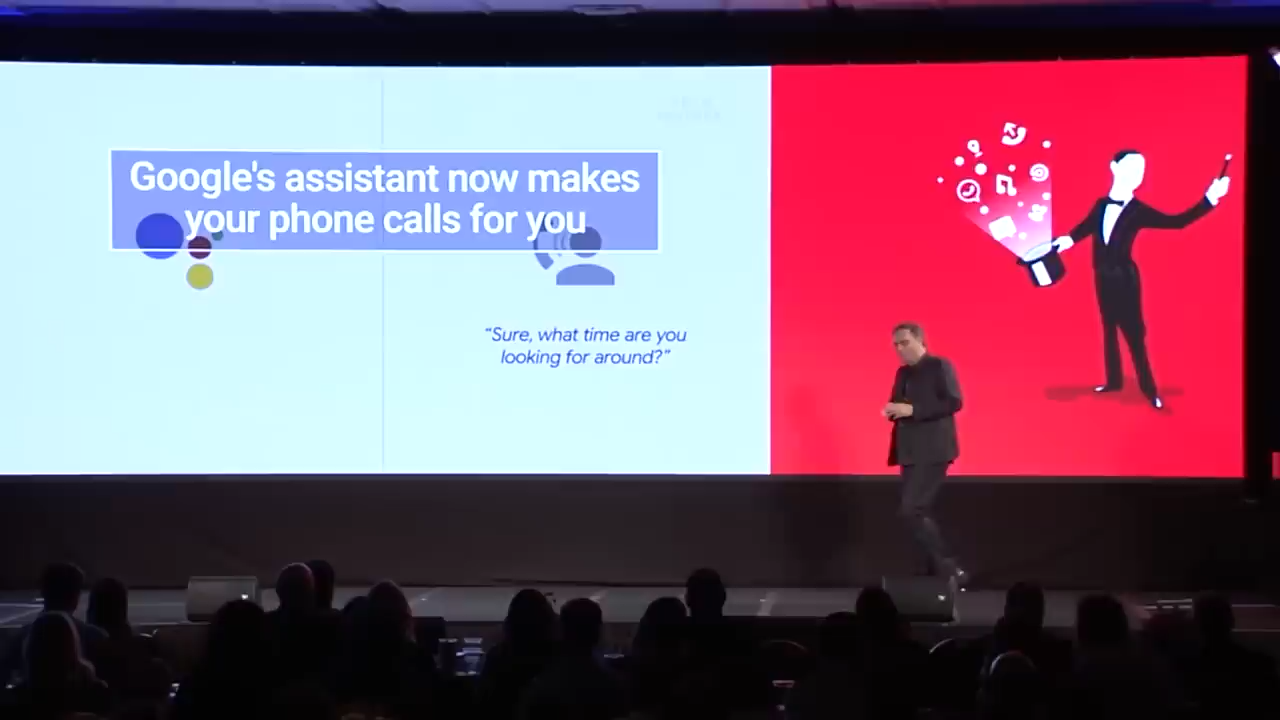 Google's assistant now makes
your phone calls for you
“Sure, what time are you
looking for around?”